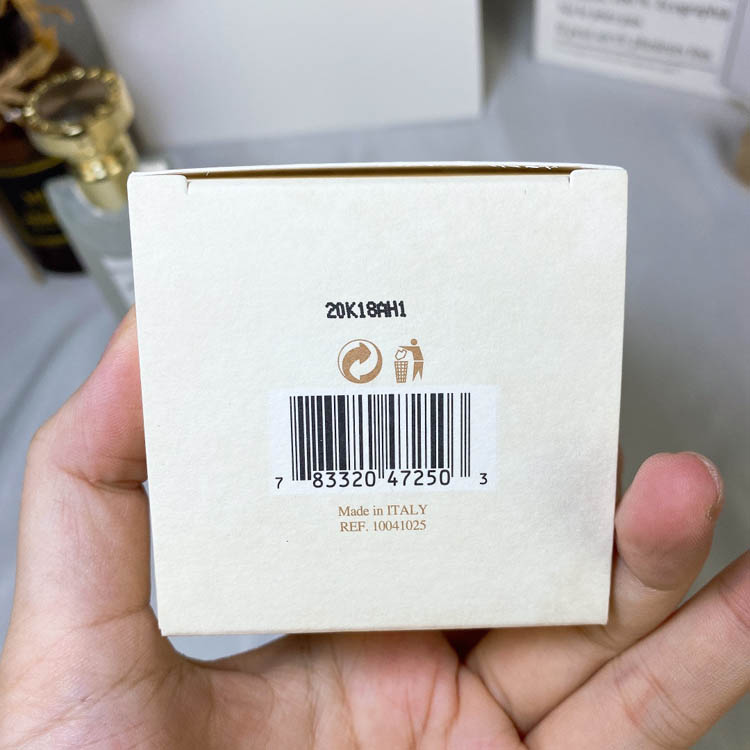 20K18AH1
7 83320 47250 3
Made in ITALY
REF. 10041025